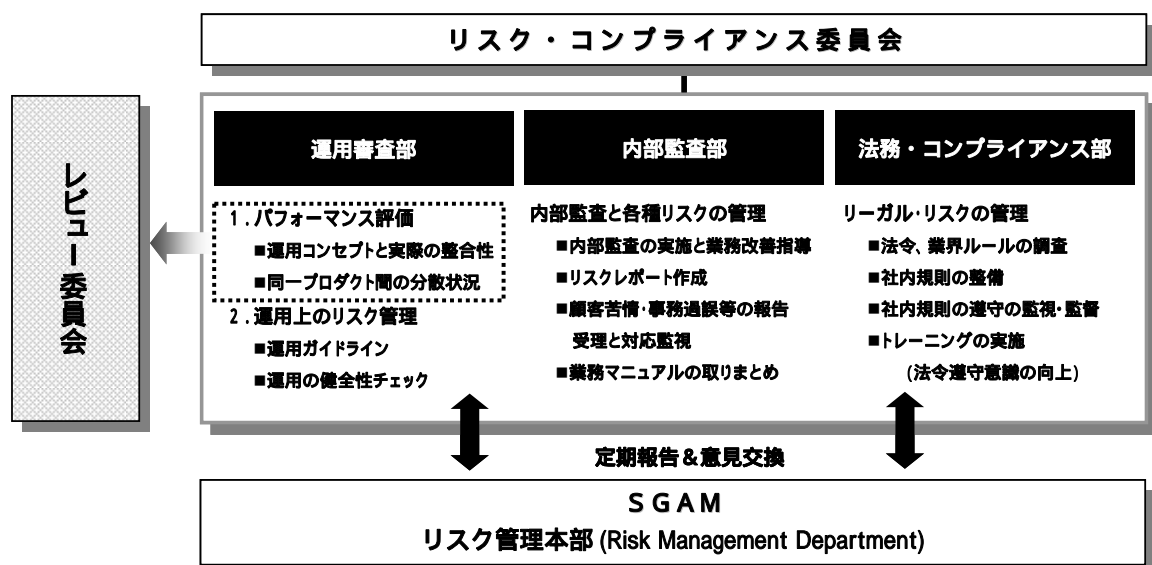 リスク・コンプライアンス委員会
レビュー委員会
運用審査部
1.パフォーマンス評価
■運用コンセプトと実際の整合性
■同一プロダクト間の分散状況
2.運用上のリスク管理
■運用ガイドライン
■運用の健全性チェック
内部監査部
内部監査と各種リスクの管理
■内部監査の実施と業務改善指導
■リスクレポート作成
■顧客苦情・事務過誤等の報告
受理と対応監視
■業務マニュアルの取りまとめ
法務・コンプライアンス部
リーガル・リスクの管理
■法令、業界ルールの調査
■社内規則の整備
■社内規則の遵守の監視・監督
■トレーニングの実施
(法令遵守意識の向上)
定期報告&意見交換
SGAM
リスク管理本部 (Risk Management Department)